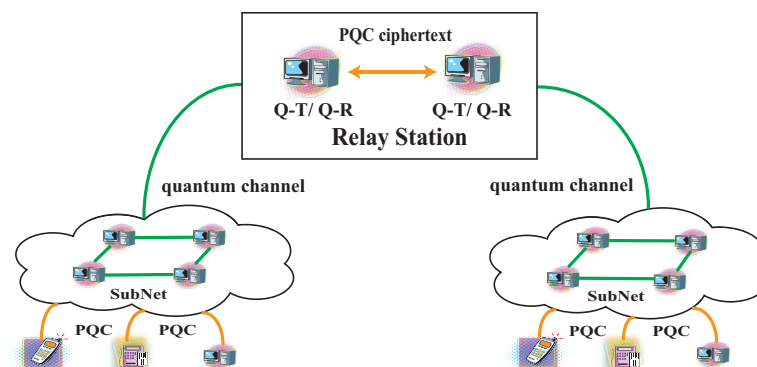 PQC ciphertext
Q-T/ Q-R Q-T/ Q-R
Relay Station
quantum channel quantum channel
SubNet SubNet
PQC PQC PQC PQC